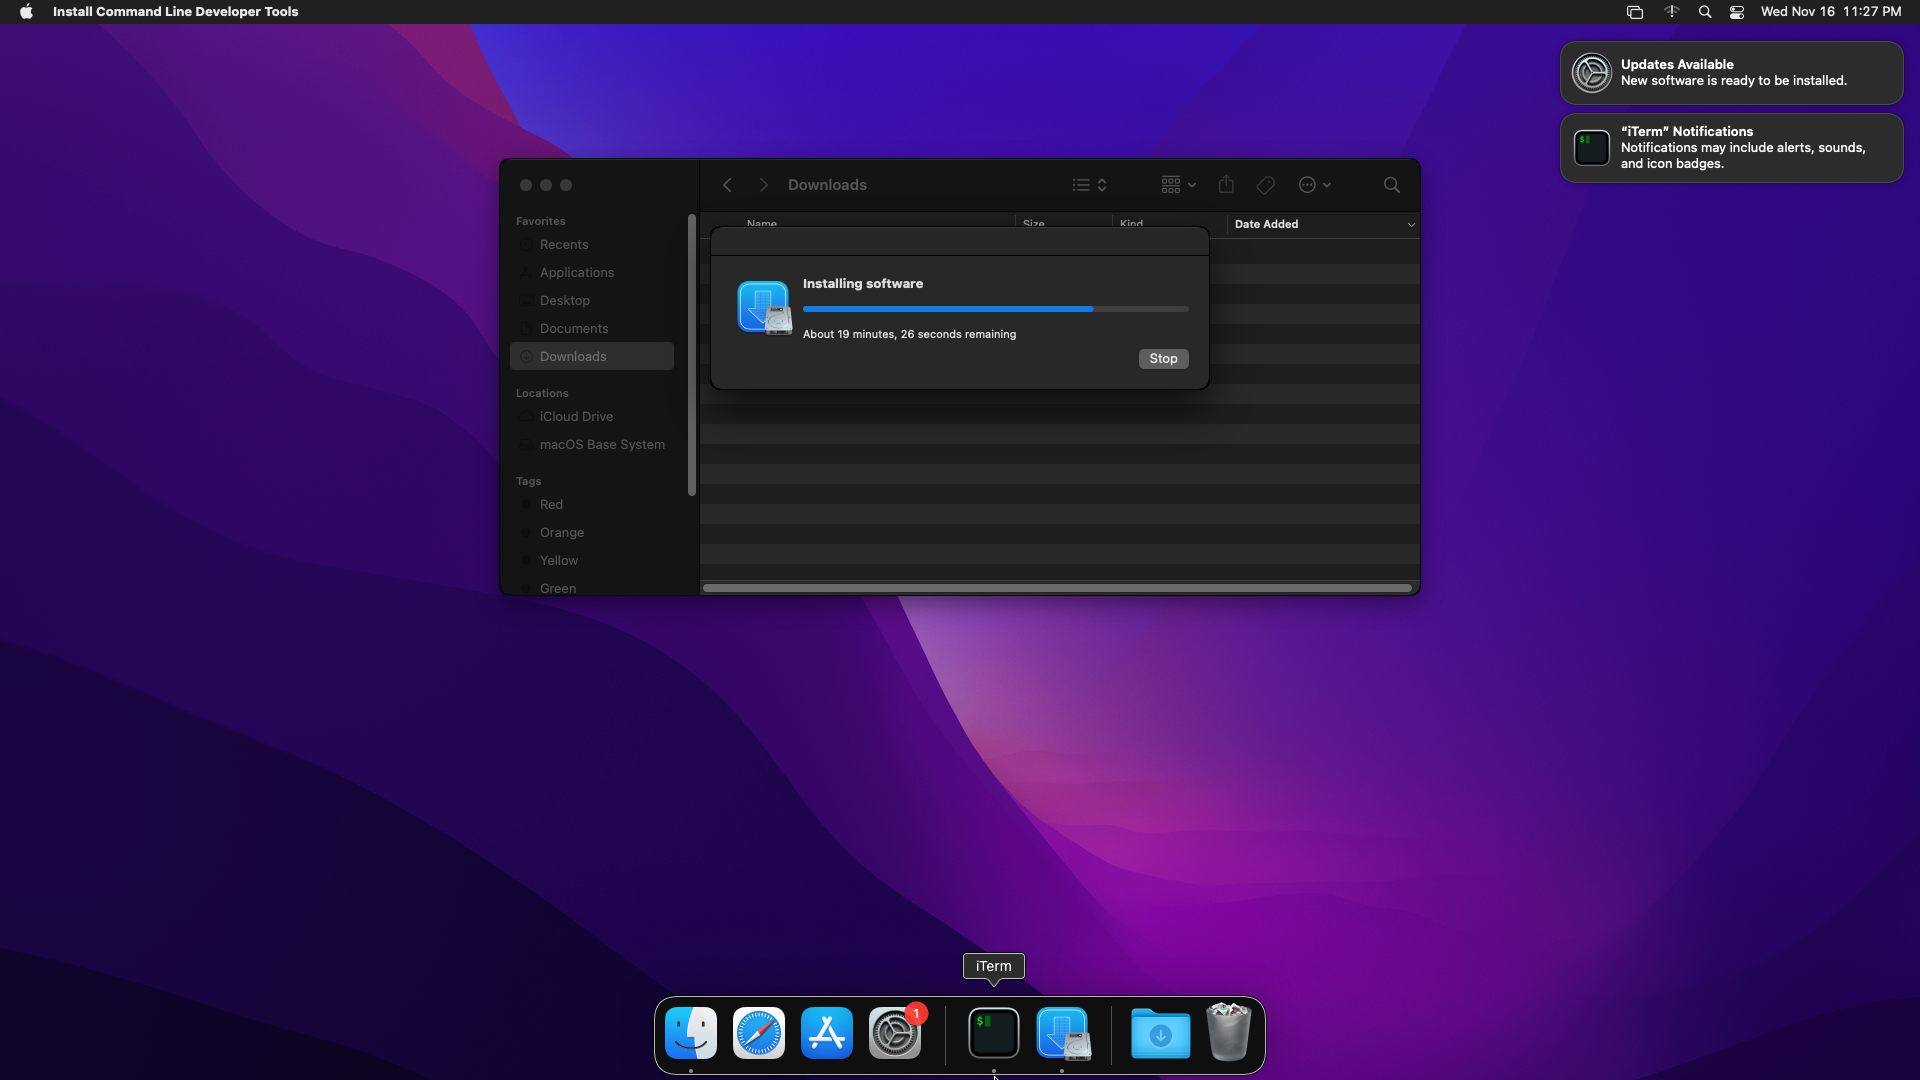 Install Command Line Developer Tools
Wed Nov 16 11:27 PM
Updates Available
New software is ready to be installed.
“iTerm” Notifications
Notifications may include alerts, sounds,
and icon badges.
Downloads
Favorites
Recents
Applications
Desktop
Documents
Downloads
Locations
iCloud Drive
macOS Base System
Tags
Red
Orange
Yellow
Green
Name Size Kind Date Added
Installing software
About 19 minutes, 26 seconds remaining
Stop
iTerm
1
$